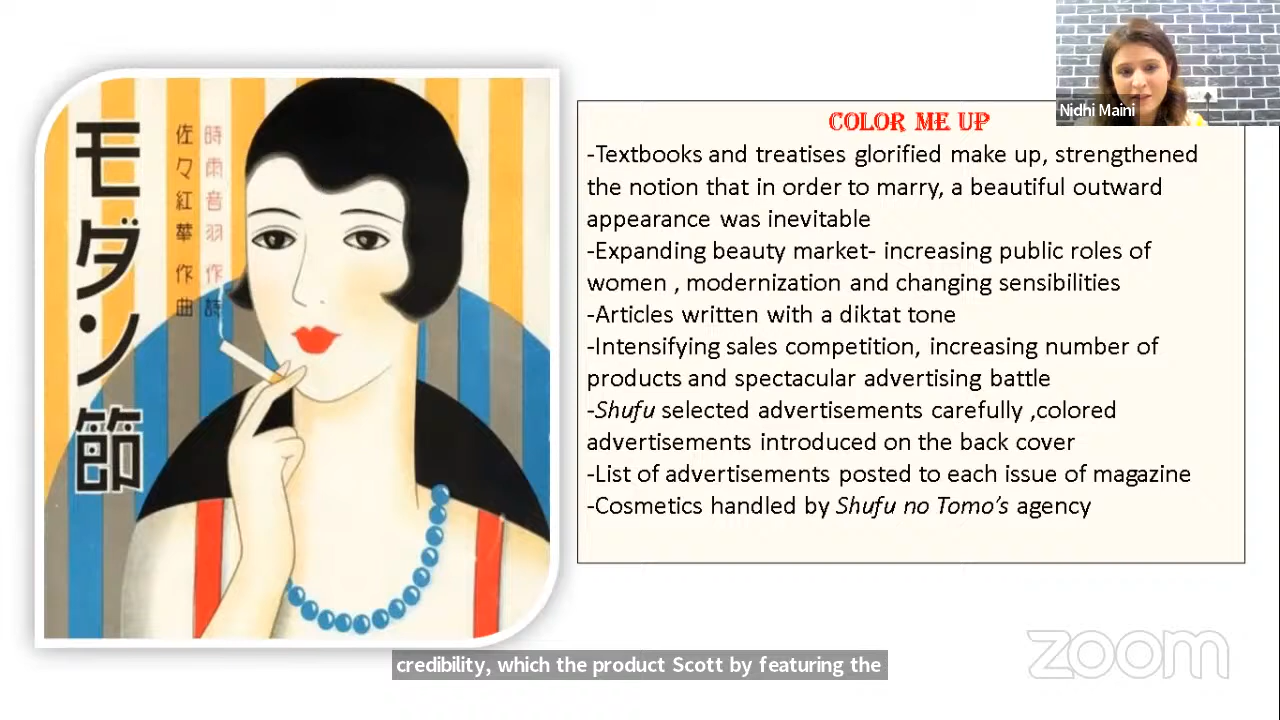 モダン節
時雨音羽 作詩
佐々紅華 作曲
Nidhi Maini
COLOR ME UP
-Textbooks and treatises glorified make up, strengthened
the notion that in order to marry, a beautiful outward
appearance was inevitable
-Expanding beauty market- increasing public roles of
women , modernization and changing sensibilities
-Articles written with a diktat tone
-Intensifying sales competition, increasing number of
products and spectacular advertising battle
-Shufu selected advertisements carefully ,colored
advertisements introduced on the back cover
-List of advertisements posted to each issue of magazine
-Cosmetics handled by Shufu no Tomo’s agency
credibility, which the product Scott by featuring the
zoom